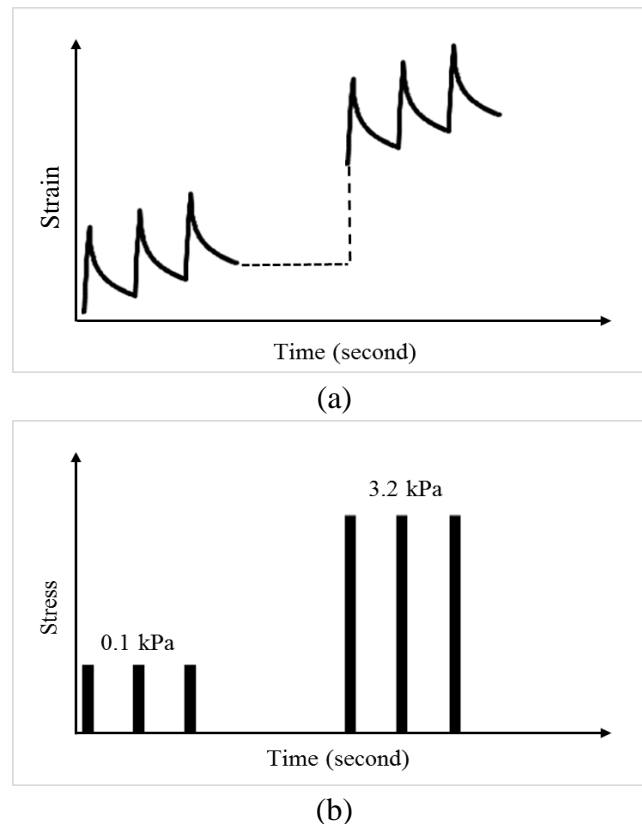 Strain
Time (second)
(a)
3.2 kPa
0.1 kPa
Stress
Time (second)
(b)